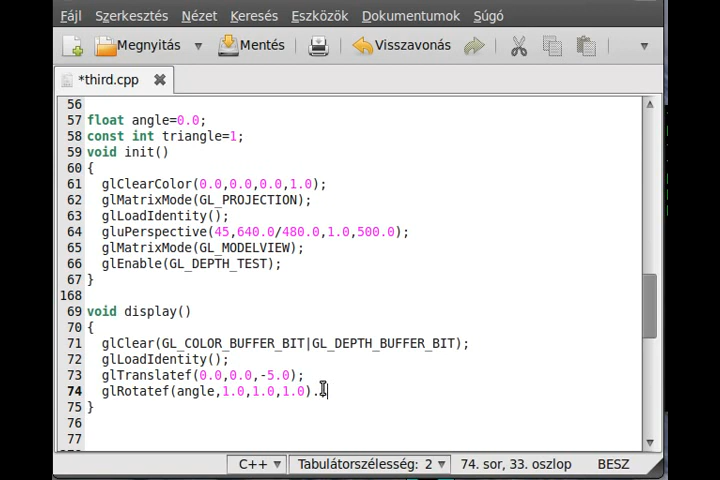 Fájl Szerkesztés Nézet Keresés Eszközök Dokumentumok Súgó
Megnyitás Mentés Visszavonás
*third.cpp
56
57 float angle=0.0;
58 const int triangle=1;
59 void init()
60 {
61 glClearColor(0.0,0.0,0.0,1.0);
62 glMatrixMode(GL_PROJECTION);
63 glLoadIdentity();
64 gluPerspective(45,640.0/480.0,1.0,500.0);
65 glMatrixMode(GL_MODELVIEW);
66 glEnable(GL_DEPTH_TEST);
67 }
168
69 void display()
70 {
71 glClear(GL_COLOR_BUFFER_BIT|GL_DEPTH_BUFFER_BIT);
72 glLoadIdentity();
73 glTranslatef(0.0,0.0,-5.0);
74 glRotatef(angle,1.0,1.0,1.0)
75 }
76
77
C++ Tabulátorszélesség: 2 74. sor, 33. oszlop BESZ